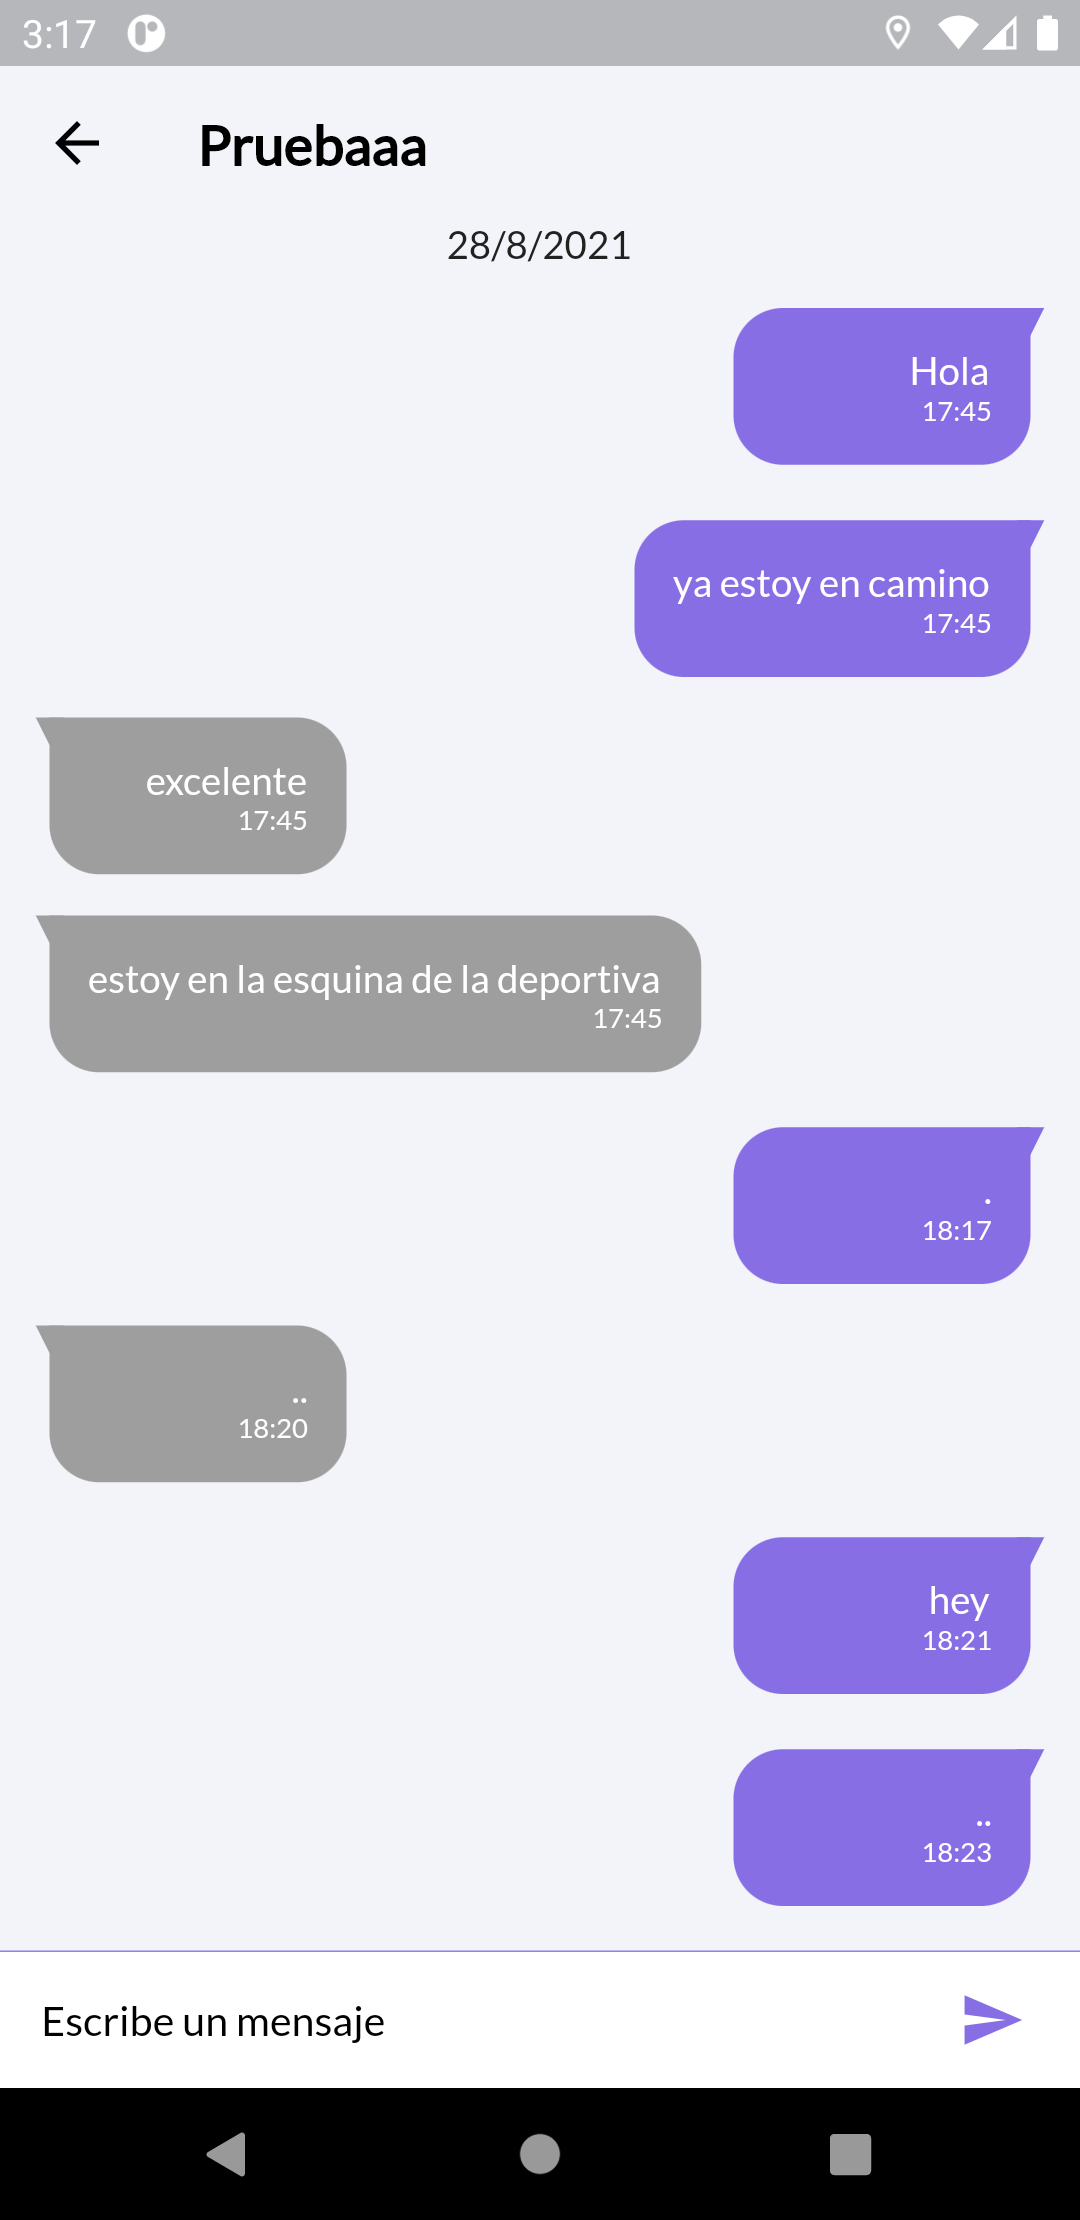 3:17
Pruebaaa
28/8/2021
Hola
17:45
ya estoy en camino
17:45
excelente
17:45
estoy en la esquina de la deportiva
17:45
.
18:17
..
18:20
hey
18:21
..
18:23
Escribe un mensaje